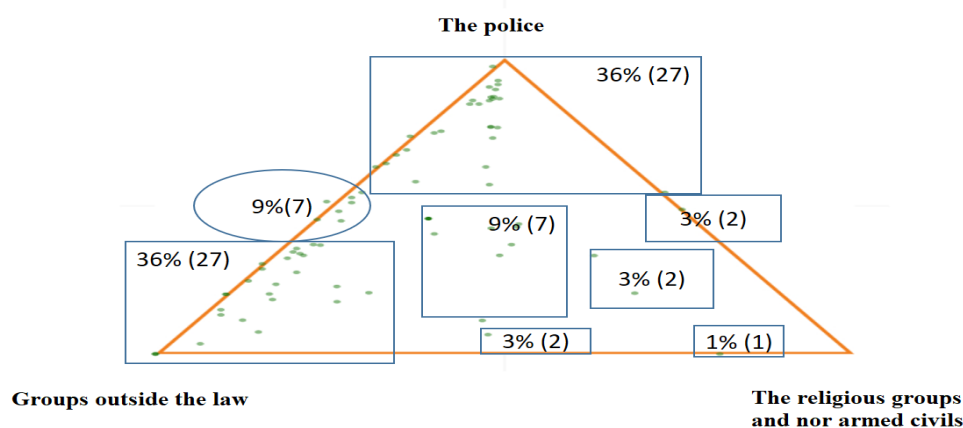 The police
36% (27)
9%(7)
9% (7)
3% (2)
36% (27)
3% (2)
3% (2)
1% (1)
Groups outside the law
The religious groups
and nor armed civils